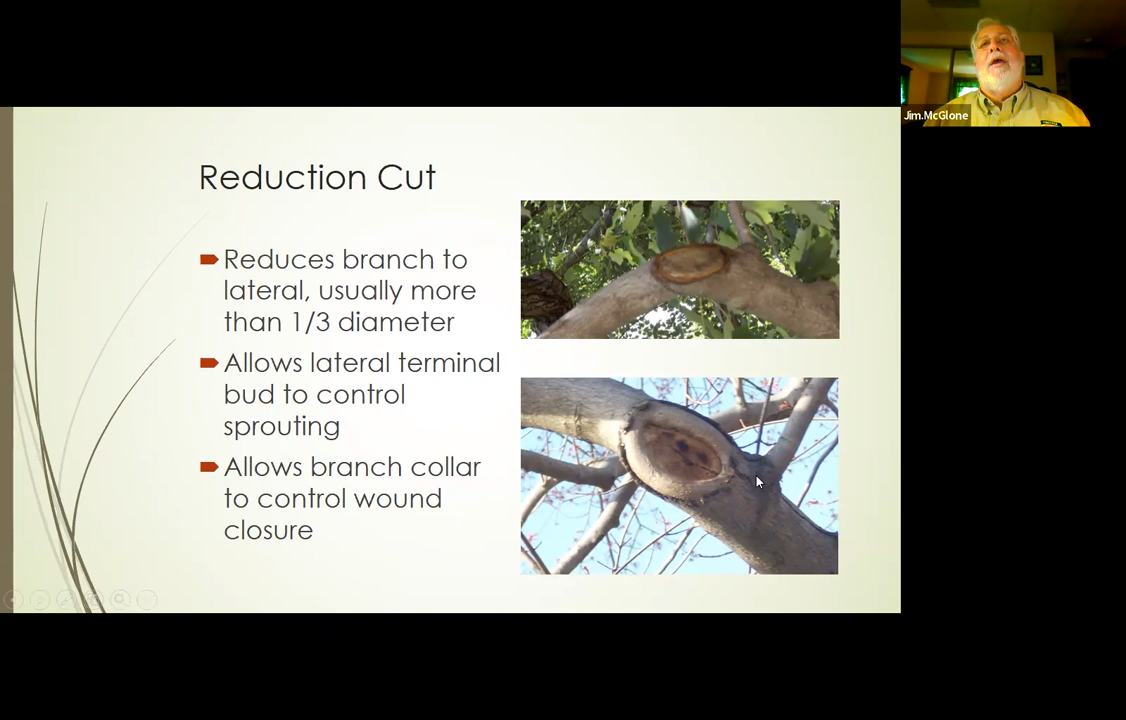 Jim.McGlone
Reduction Cut
Reduces branch to
lateral, usually more
than 1/3 diameter
Allows lateral terminal
bud to control
sprouting
Allows branch collar
to control wound
closure